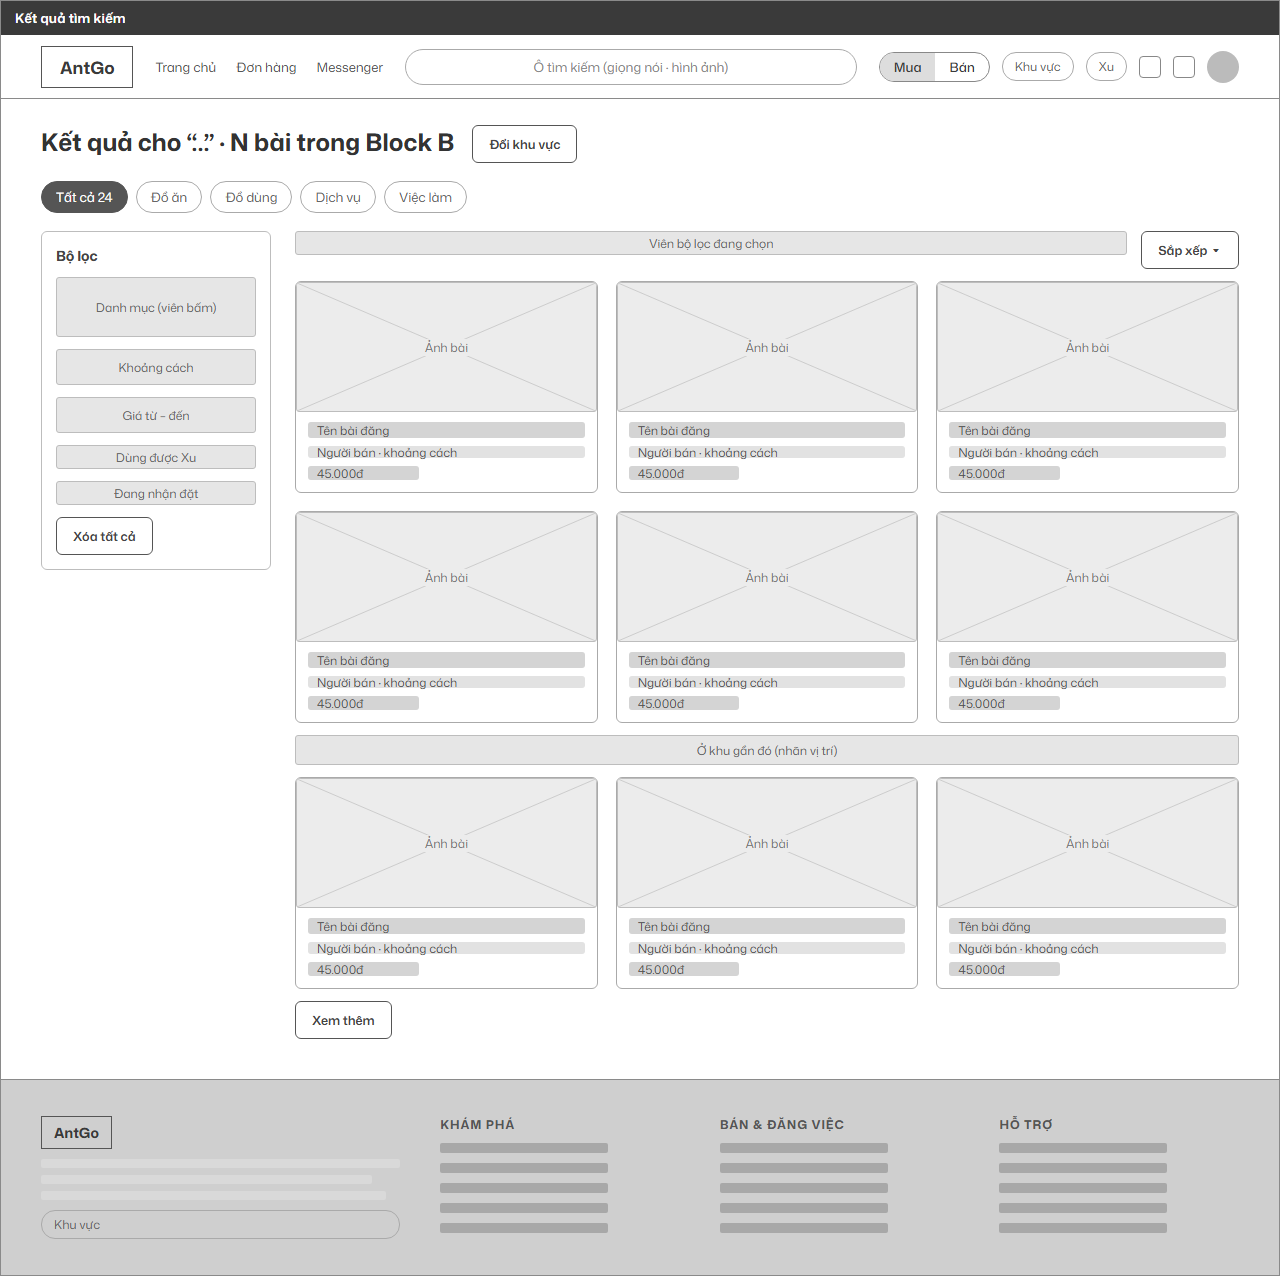 Kết quả tìm kiếm
AntGo
Trang chủ
Đơn hàng
Messenger
Ô tìm kiếm (giọng nói · hình ảnh)
Mua
Bán
Khu vực
Xu
Kết quả cho “..” · N bài trong Block B
Đổi khu vực
Tất cả 24
Đồ ăn
Đồ dùng
Dịch vụ
Việc làm
Bộ lọc
Danh mục (viên bấm)
Khoảng cách
Giá từ – đến
Dùng được Xu
Đang nhận đặt
Xóa tất cả
Viên bộ lọc đang chọn
Sắp xếp
Ảnh bài
Ảnh bài
Ảnh bài
Tên bài đăng
Tên bài đăng
Tên bài đăng
Người bán · khoảng cách
Người bán · khoảng cách
Người bán · khoảng cách
45.000đ
45.000đ
45.000đ
Ảnh bài
Ảnh bài
Ảnh bài
Tên bài đăng
Tên bài đăng
Tên bài đăng
Người bán · khoảng cách
Người bán · khoảng cách
Người bán · khoảng cách
45.000đ
45.000đ
45.000đ
Ở khu gần đó (nhãn vị trí)
Ảnh bài
Ảnh bài
Ảnh bài
Tên bài đăng
Tên bài đăng
Tên bài đăng
Người bán · khoảng cách
Người bán · khoảng cách
Người bán · khoảng cách
45.000đ
45.000đ
45.000đ
Xem thêm
AntGo
Khu vực
KHÁM PHÁ
BÁN & ĐĂNG VIỆC
HỖ TRỢ